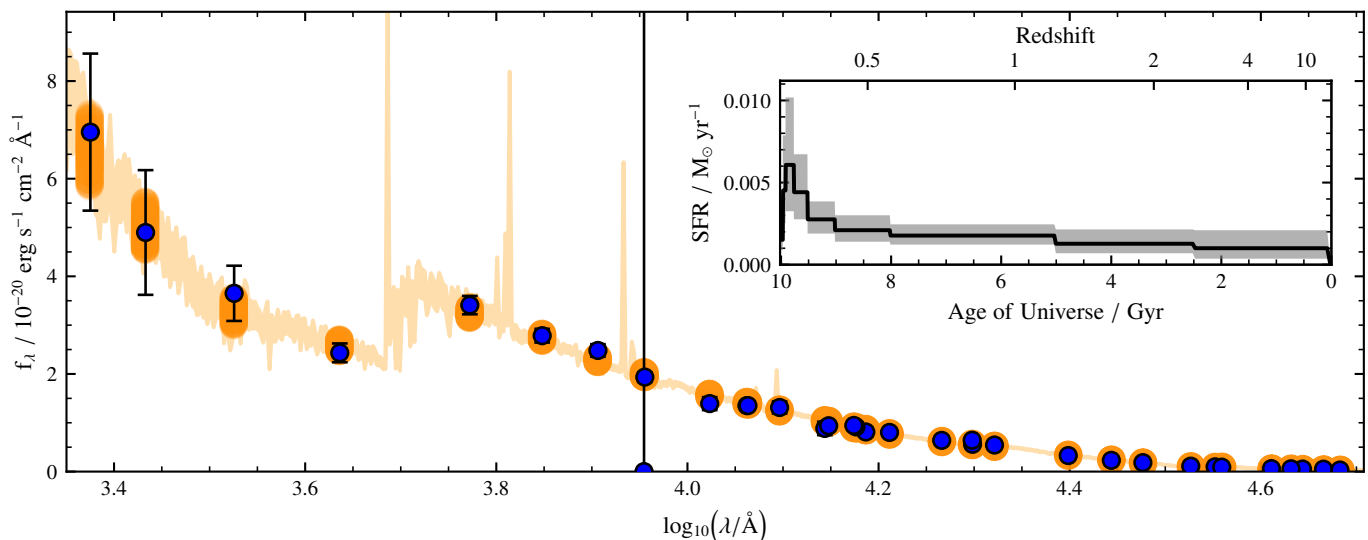 Redshift
0.5 1 2 4 10
8
6
4
2
0
f_λ / 10⁻²⁰ erg s⁻¹ cm⁻² Å⁻¹
0.010
0.005
0.000
SFR / M⊙ yr⁻¹
10 8 6 4 2 0
Age of Universe / Gyr
3.4 3.6 3.8 4.0 4.2 4.4 4.6
log₁₀(λ/Å)